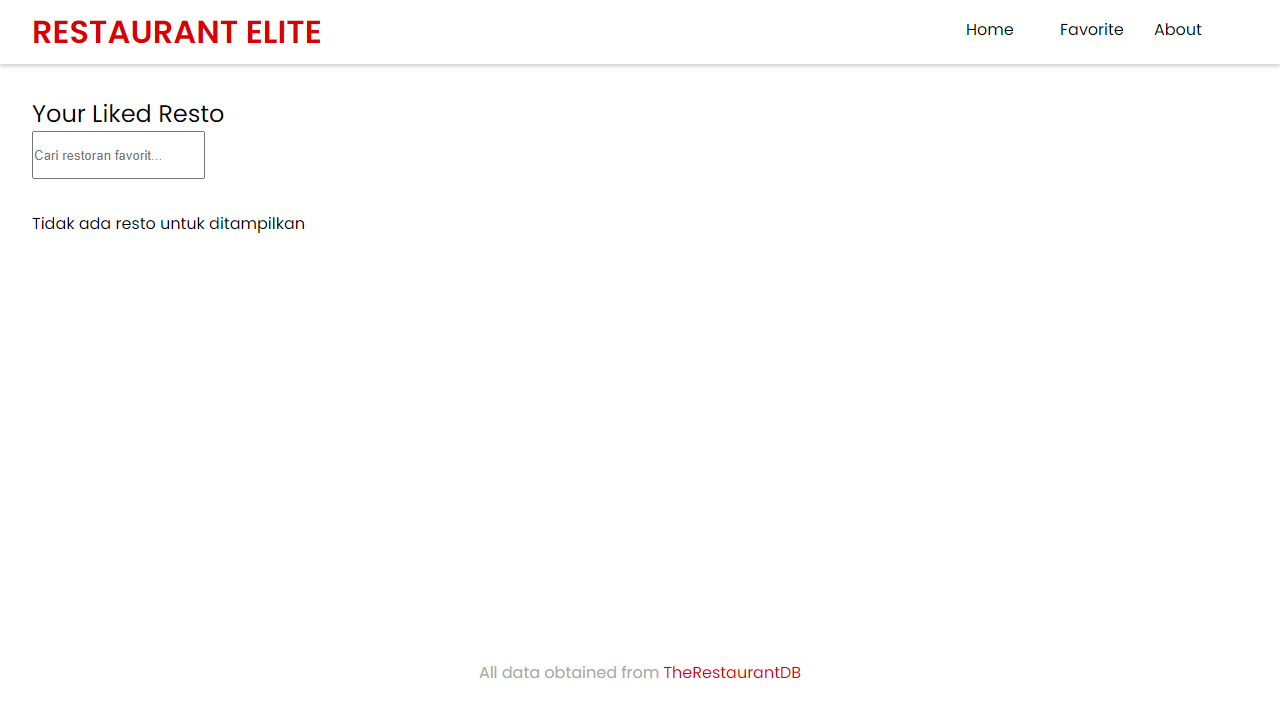 RESTAURANT ELITE
Home Favorite About
Your Liked Resto
Cari restoran favorit...
Tidak ada resto untuk ditampilkan
All data obtained from TheRestaurantDB